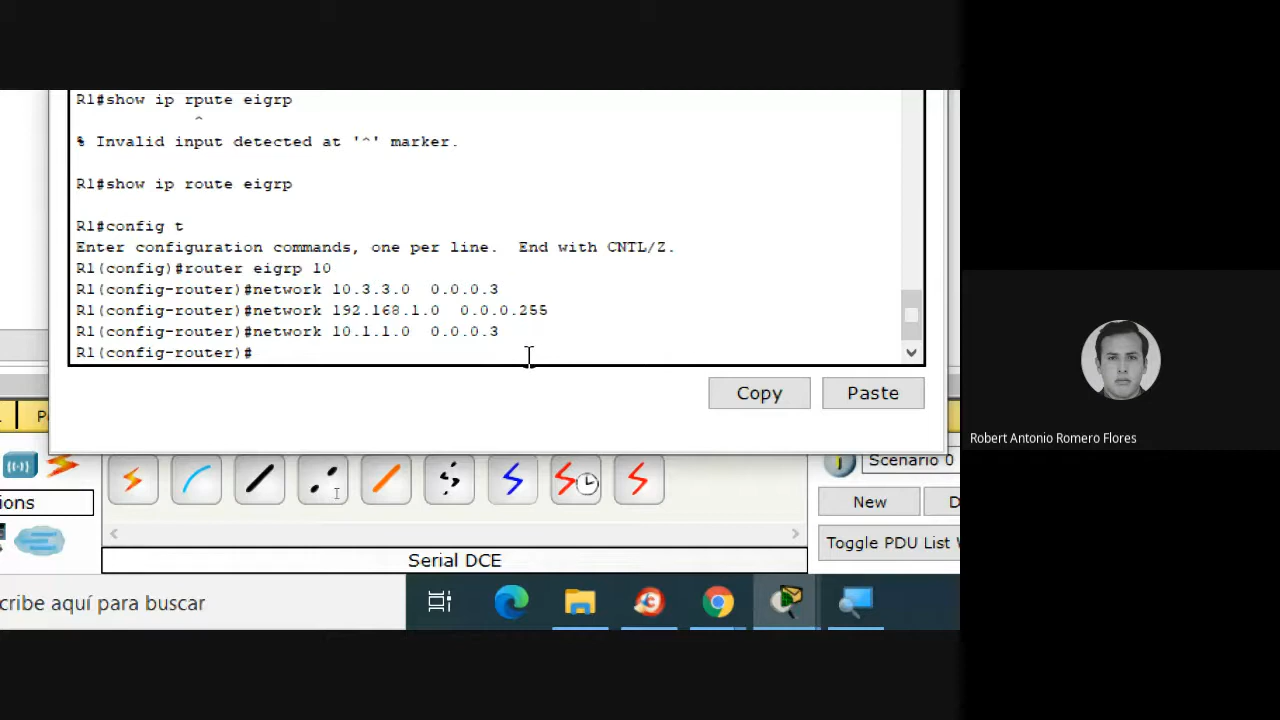 R1#show ip rpute eigrp
^
% Invalid input detected at '^' marker.
R1#show ip route eigrp
R1#config t
Enter configuration commands, one per line.  End with CNTL/Z.
R1(config)#router eigrp 10
R1(config-router)#network 10.3.3.0  0.0.0.3
R1(config-router)#network 192.168.1.0  0.0.0.255
R1(config-router)#network 10.1.1.0  0.0.0.3
R1(config-router)#
Copy
Paste
Robert Antonio Romero Flores
Scenario 0
ions
New
D
Toggle PDU List
Serial DCE
cribe aquí para buscar